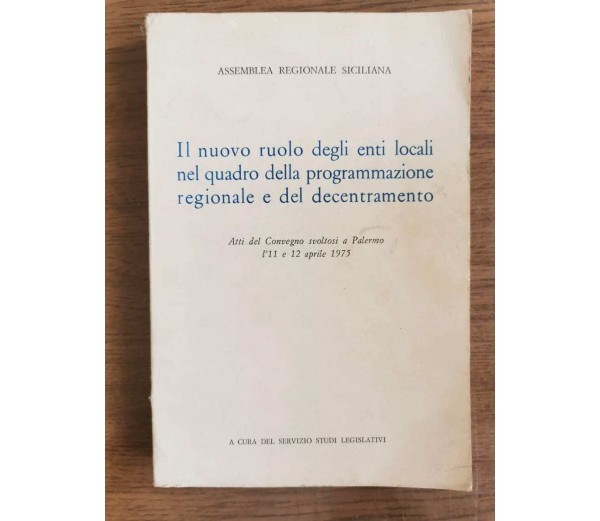 ASSEMBLEA REGIONALE SICILIANA
Il nuovo ruolo degli enti locali
nel quadro della programmazione
regionale e del decentramento
Atti del Convegno svoltosi a Palermo
l'11 e 12 aprile 1975
A CURA DEL SERVIZIO STUDI LEGISLATIVI